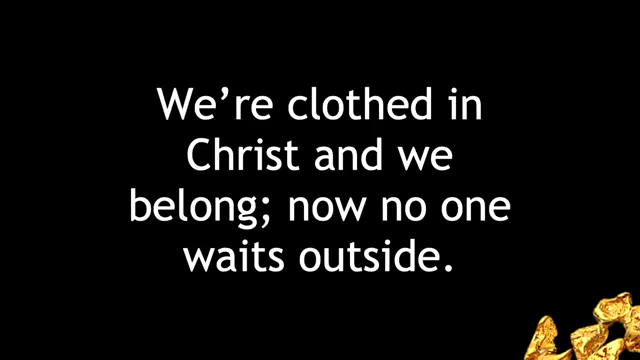 We’re clothed in
Christ and we
belong; now no one
waits outside.